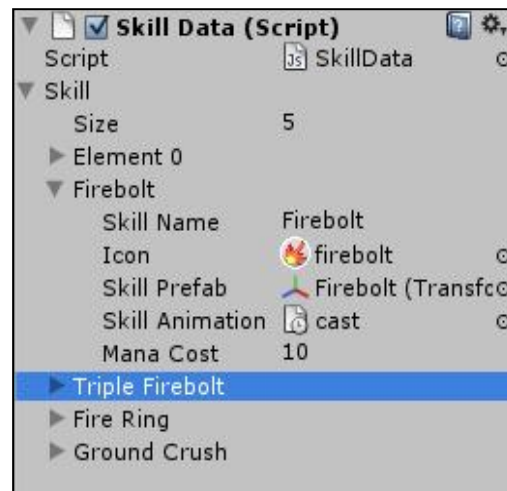 Skill Data (Script)
Script SkillData
Skill
Size 5
Element 0
Firebolt
Skill Name Firebolt
Icon firebolt
Skill Prefab Firebolt (Transfo
Skill Animation cast
Mana Cost 10
Triple Firebolt
Fire Ring
Ground Crush